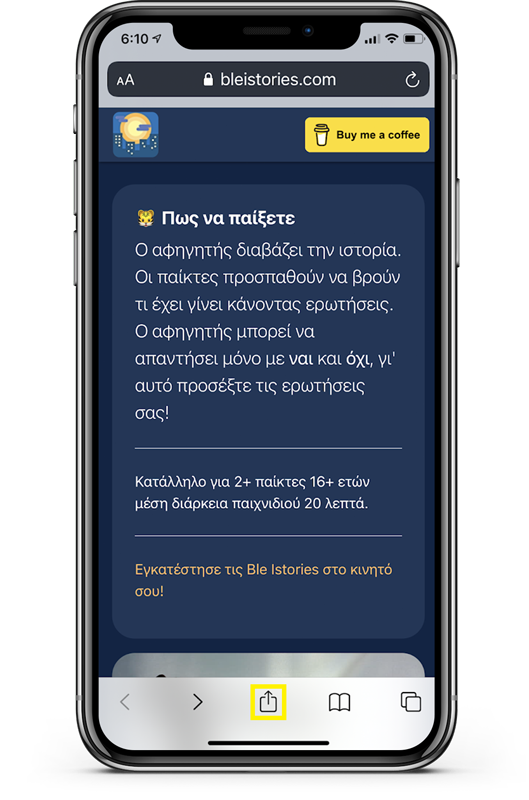 6:10
AA bleistories.com
Buy me a coffee
Πως να παίξετε
Ο αφηγητής διαβάζει την ιστορία.
Οι παίκτες προσπαθούν να βρούν
τι έχει γίνει κάνοντας ερωτήσεις.
Ο αφηγητής μπορεί να
απαντήσει μόνο με ναι και όχι, γι'
αυτό προσέξτε τις ερωτήσεις
σας!
Κατάλληλο για 2+ παίκτες 16+ ετών
μέση διάρκεια παιχνιδιού 20 λεπτά.
Εγκατέστησε τις Ble Istories στο κινητό
σου!